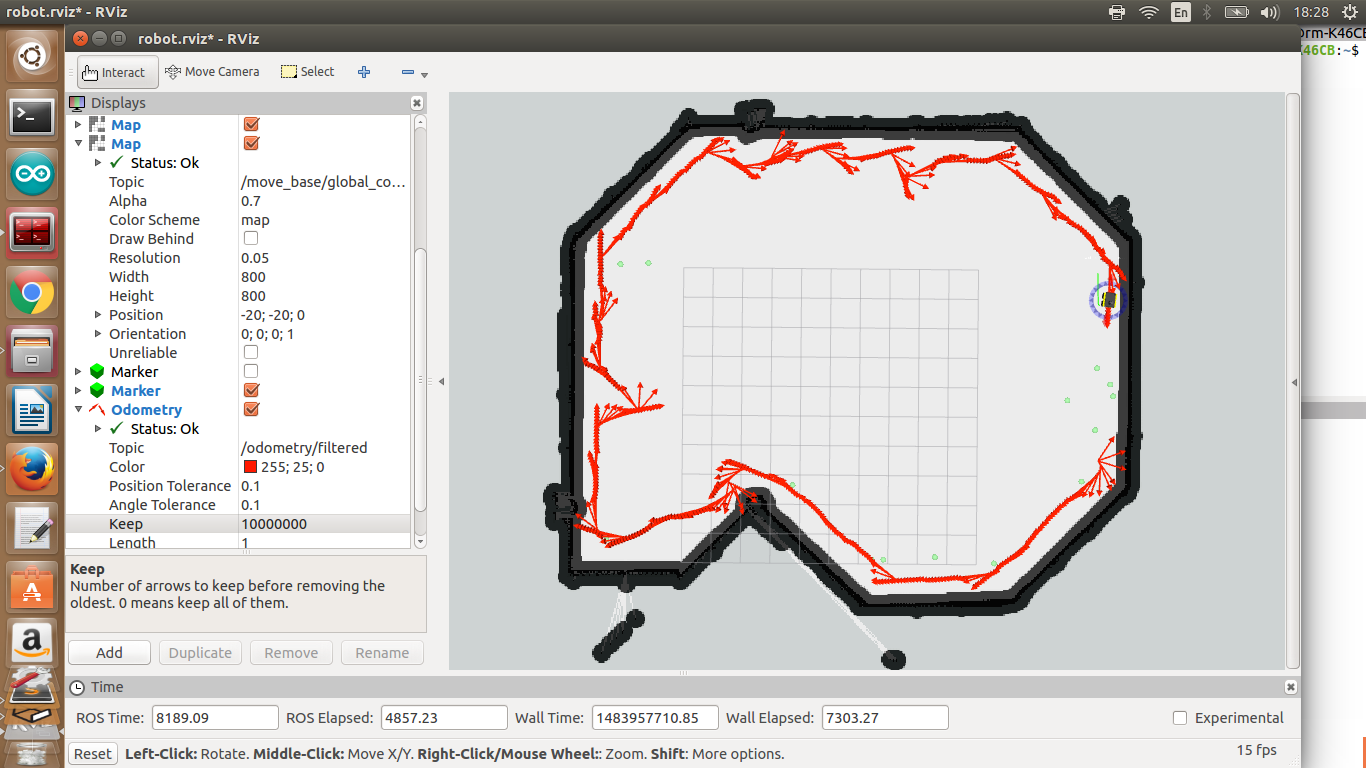 robot.rviz* - RViz
En
18:28
robot.rviz* - RViz
Interact
Move Camera
Select
Displays
Map
Map
Status: Ok
Topic /move_base/global_co...
Alpha 0.7
Color Scheme map
Draw Behind
Resolution 0.05
Width 800
Height 800
Position -20; -20; 0
Orientation 0; 0; 0; 1
Unreliable
Marker
Marker
Odometry
Status: Ok
Topic /odometry/filtered
Color 255; 25; 0
Position Tolerance 0.1
Angle Tolerance 0.1
Keep 10000000
Length 1
Keep
Number of arrows to keep before removing the
oldest. 0 means keep all of them.
Add Duplicate Remove Rename
Time
ROS Time: 8189.09 ROS Elapsed: 4857.23 Wall Time: 1483957710.85 Wall Elapsed: 7303.27 Experimental
Reset Left-Click: Rotate. Middle-Click: Move X/Y. Right-Click/Mouse Wheel:: Zoom. Shift: More options. 15 fps
orm-K46CB
46CB:~$